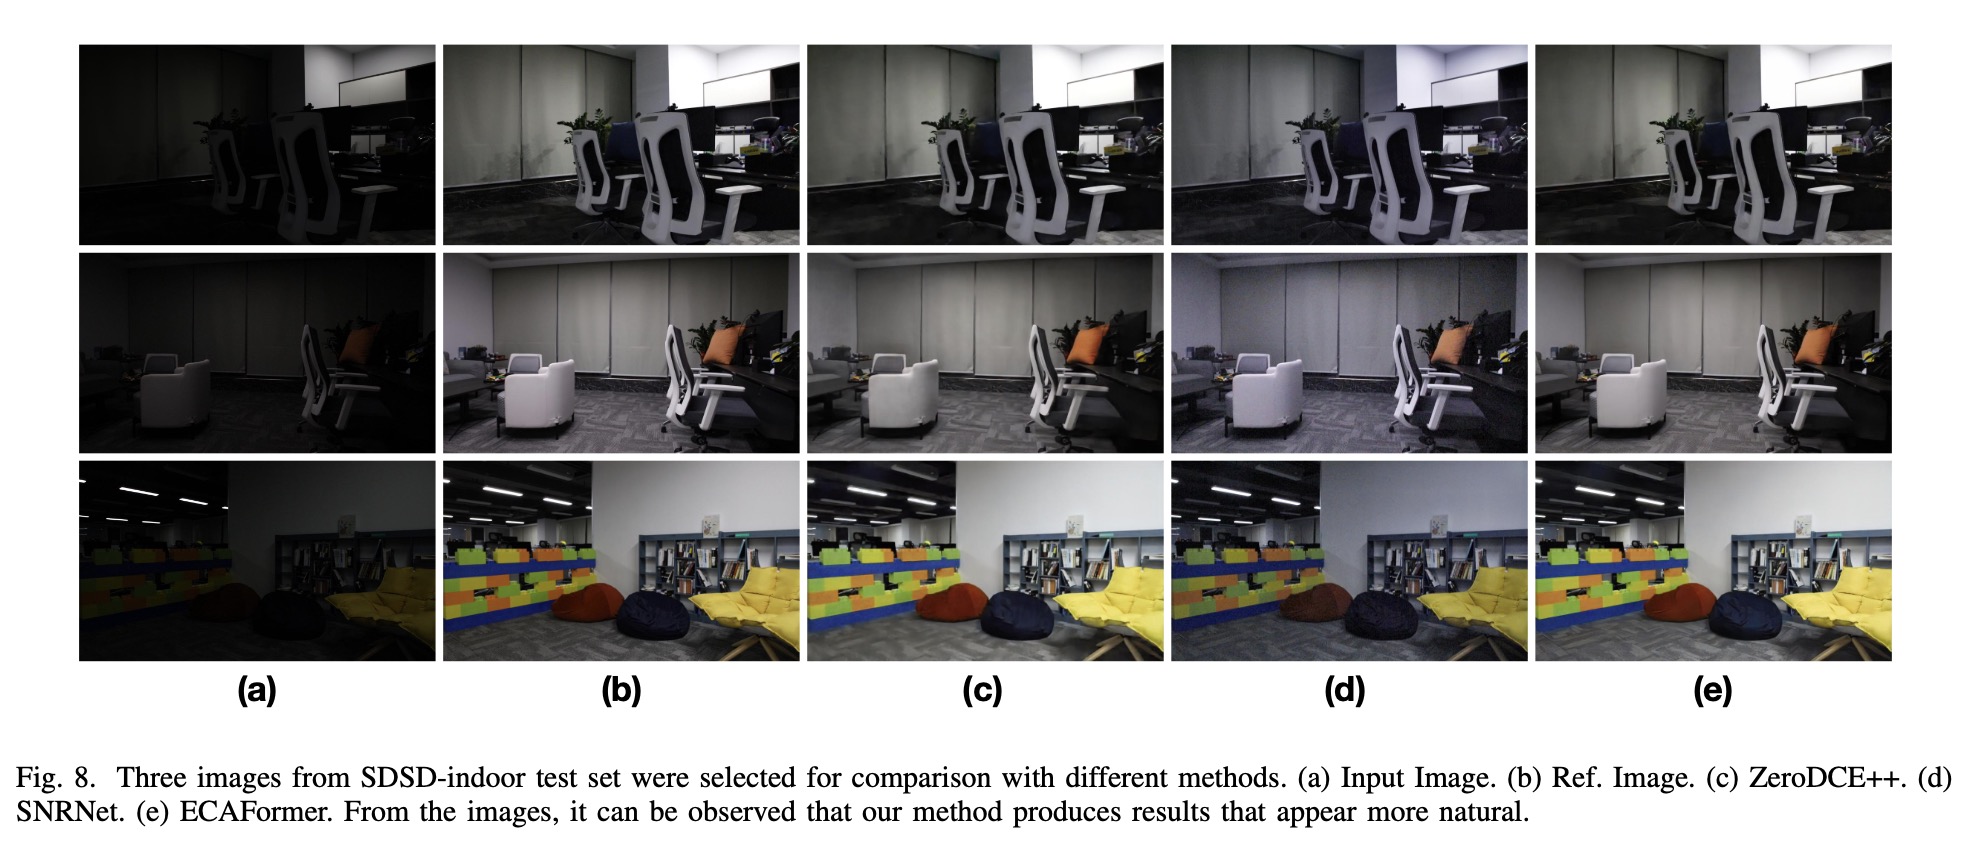 (a) (b) (c) (d) (e)
Fig. 8. Three images from SDSD-indoor test set were selected for comparison with different methods. (a) Input Image. (b) Ref. Image. (c) ZeroDCE++. (d)
SNRNet. (e) ECAFormer. From the images, it can be observed that our method produces results that appear more natural.